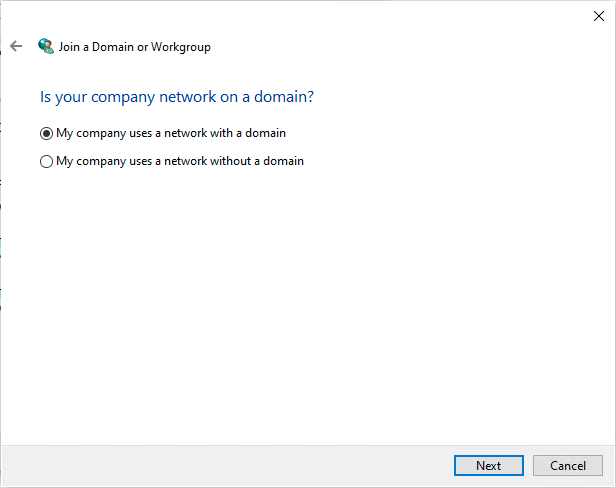 Join a Domain or Workgroup
Is your company network on a domain?
My company uses a network with a domain
My company uses a network without a domain
Next
Cancel